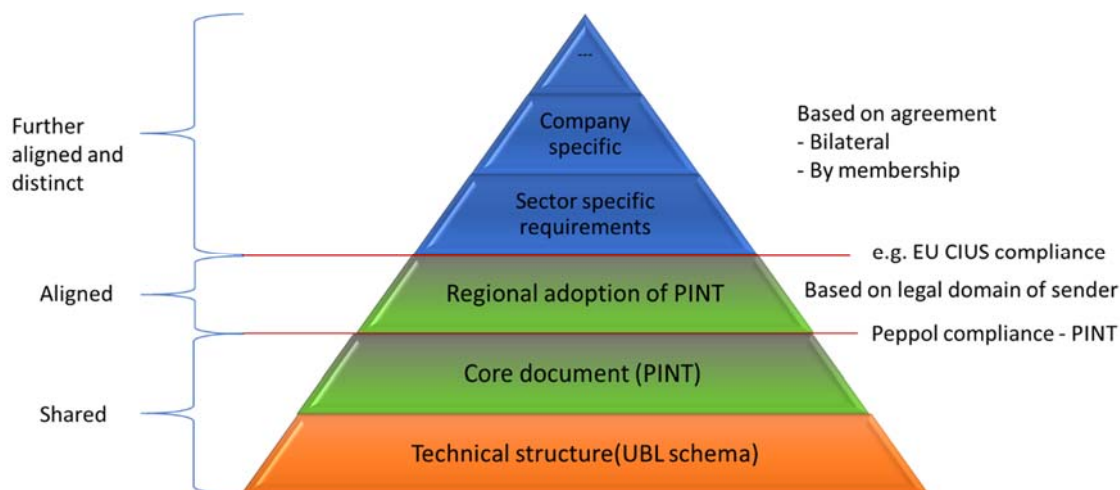 ---
Company
specific
Sector specific
requirements
Regional adoption of PINT
Core document (PINT)
Technical structure(UBL schema)
Further
aligned and
distinct
Aligned
Shared
Based on agreement
- Bilateral
- By membership
e.g. EU CIUS compliance
Based on legal domain of sender
Peppol compliance - PINT